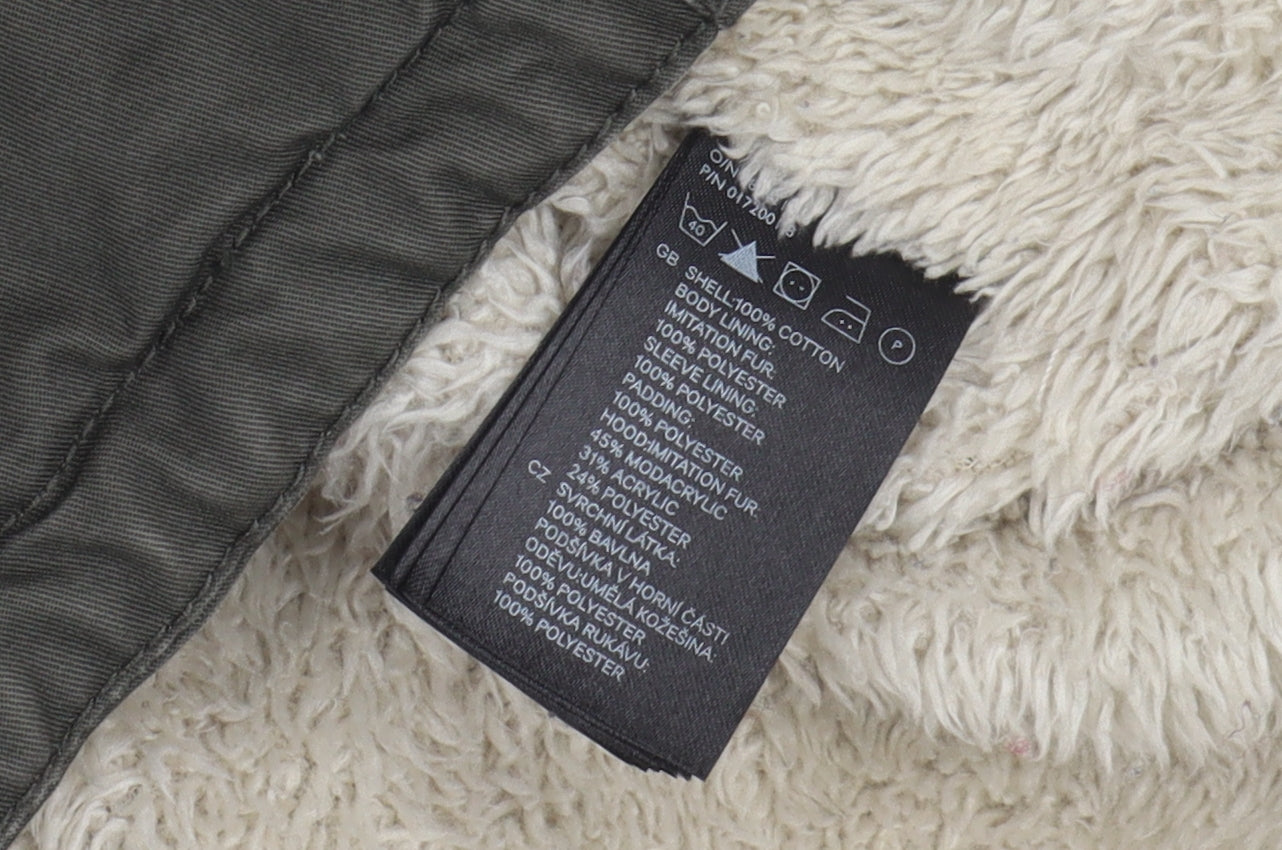 O/N
P/N 017200
40
P
GB SHELL:100% COTTON
BODY LINING:
IMITATION FUR.
100% POLYESTER
SLEEVE LINING:
100% POLYESTER
PADDING:
100% POLYESTER
HOOD:IMITATION FUR.
45% MODACRYLIC
31% ACRYLIC
24% POLYESTER
CZ SVRCHNÍ LÁTKA:
100% BAVLNA
PODŠÍVKA V HORNÍ ČÁSTI
ODĚVU:UMĚLÁ KOŽEŠINA:
100% POLYESTER
PODŠÍVKA RUKÁVU:
100% POLYESTER